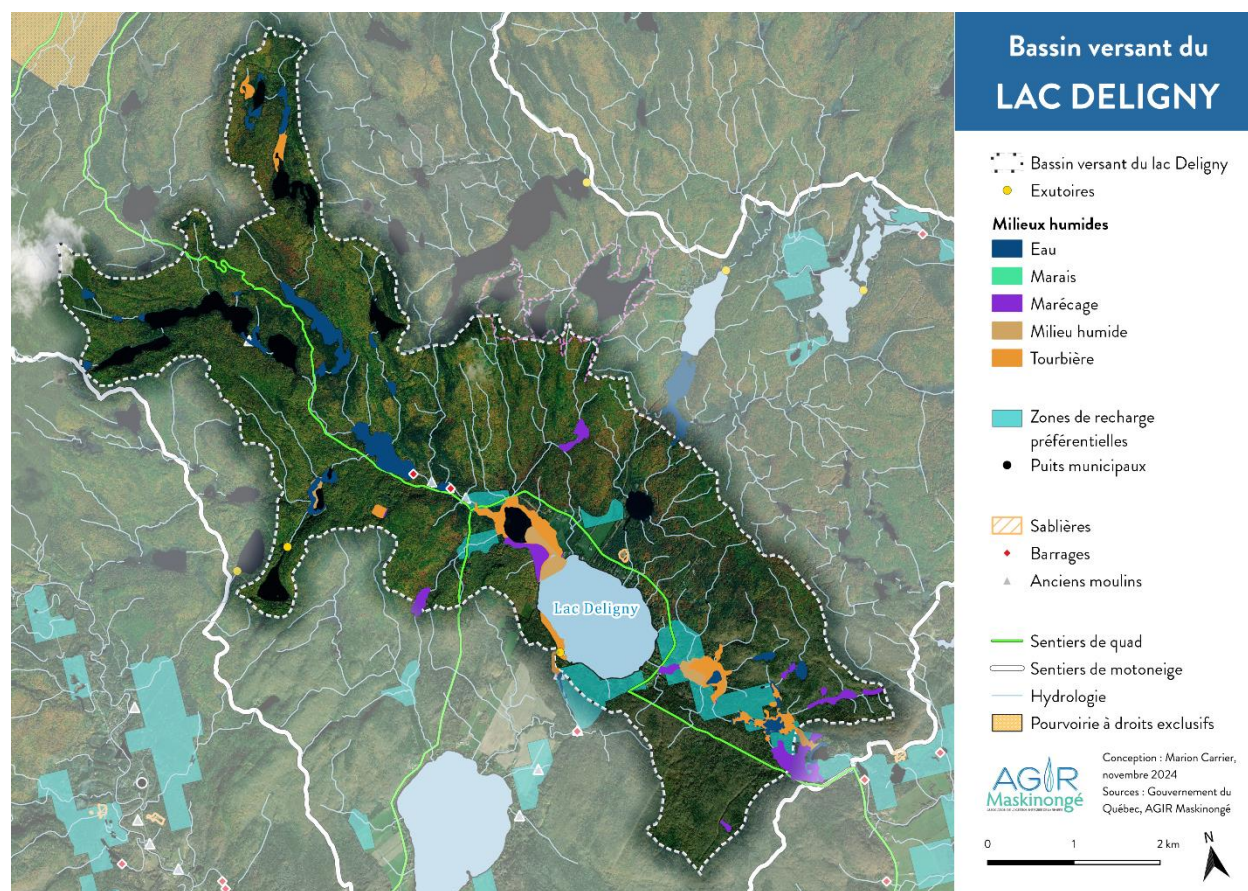 Bassin versant du
LAC DELIGNY
Bassin versant du lac Deligny
Exutoires
Milieux humides
Eau
Marais
Marécage
Milieu humide
Tourbière
Zones de recharge
préférentielles
Puits municipaux
Sablières
Barrages
Anciens moulins
Sentiers de quad
Sentiers de motoneige
Hydrologie
Pourvoirie à droits exclusifs
AGIR
Maskinongé
Conception : Marion Carrier,
novembre 2024
Sources : Gouvernement du
Québec, AGIR Maskinongé
0 1 2 km
N
Lac Deligny